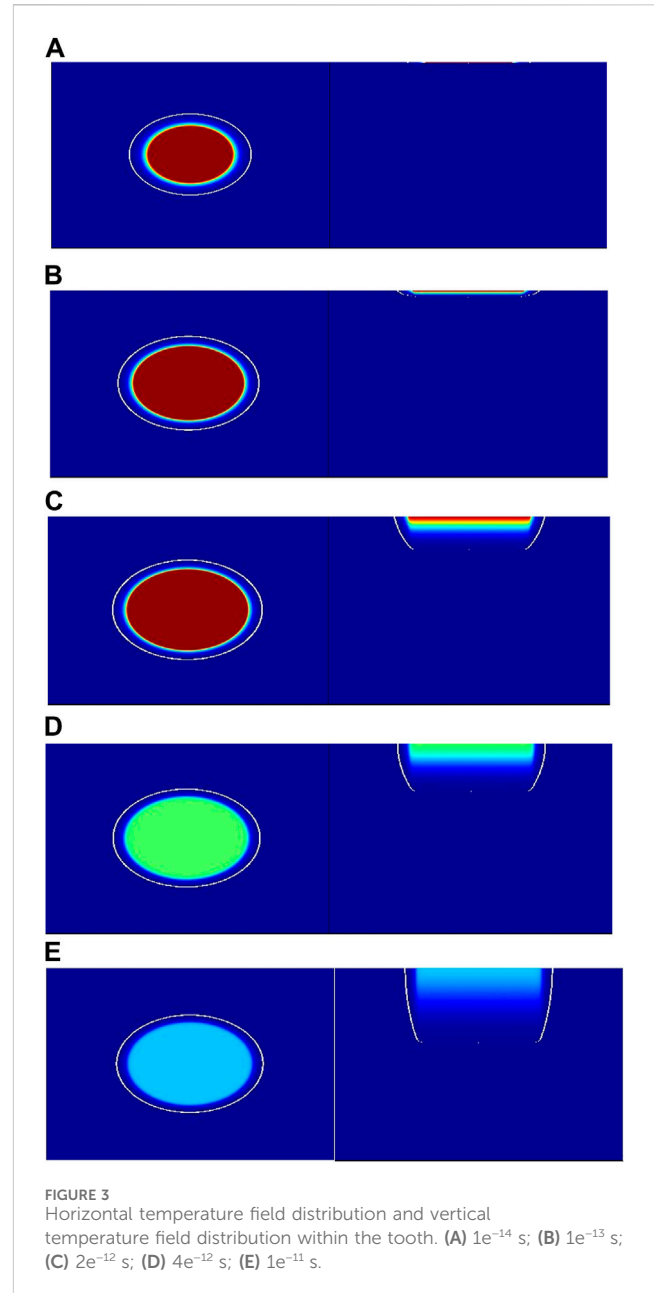 A
B
C
D
E
FIGURE 3
Horizontal temperature field distribution and vertical
temperature field distribution within the tooth. (A) 1e⁻¹⁴ s; (B) 1e⁻¹³ s;
(C) 2e⁻¹² s; (D) 4e⁻¹² s; (E) 1e⁻¹¹ s.